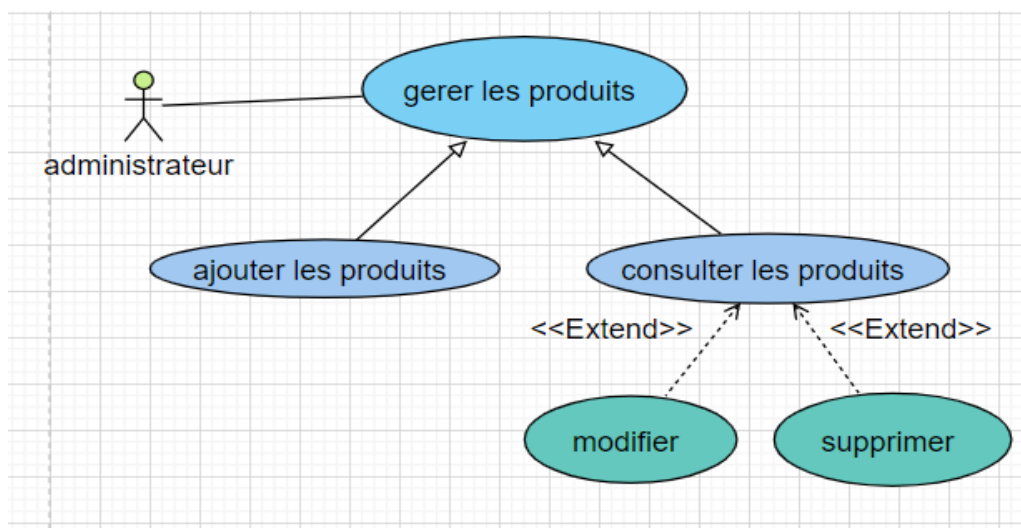 gerer les produits
administrateur
ajouter les produits
consulter les produits
<<Extend>>
<<Extend>>
modifier
supprimer